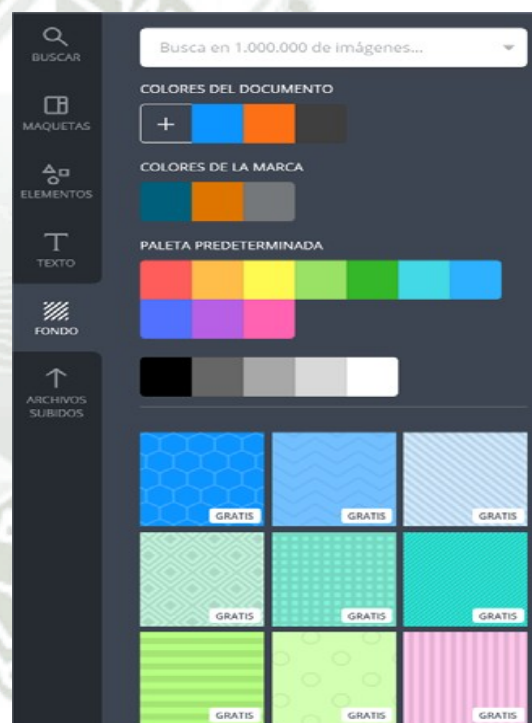 BUSCAR
MAQUETAS
ELEMENTOS
TEXTO
FONDO
ARCHIVOS
SUBIDOS
Busca en 1.000.000 de imágenes...
COLORES DEL DOCUMENTO
+
COLORES DE LA MARCA
PALETA PREDETERMINADA
GRATIS
GRATIS
GRATIS
GRATIS
GRATIS
GRATIS
GRATIS
GRATIS
GRATIS